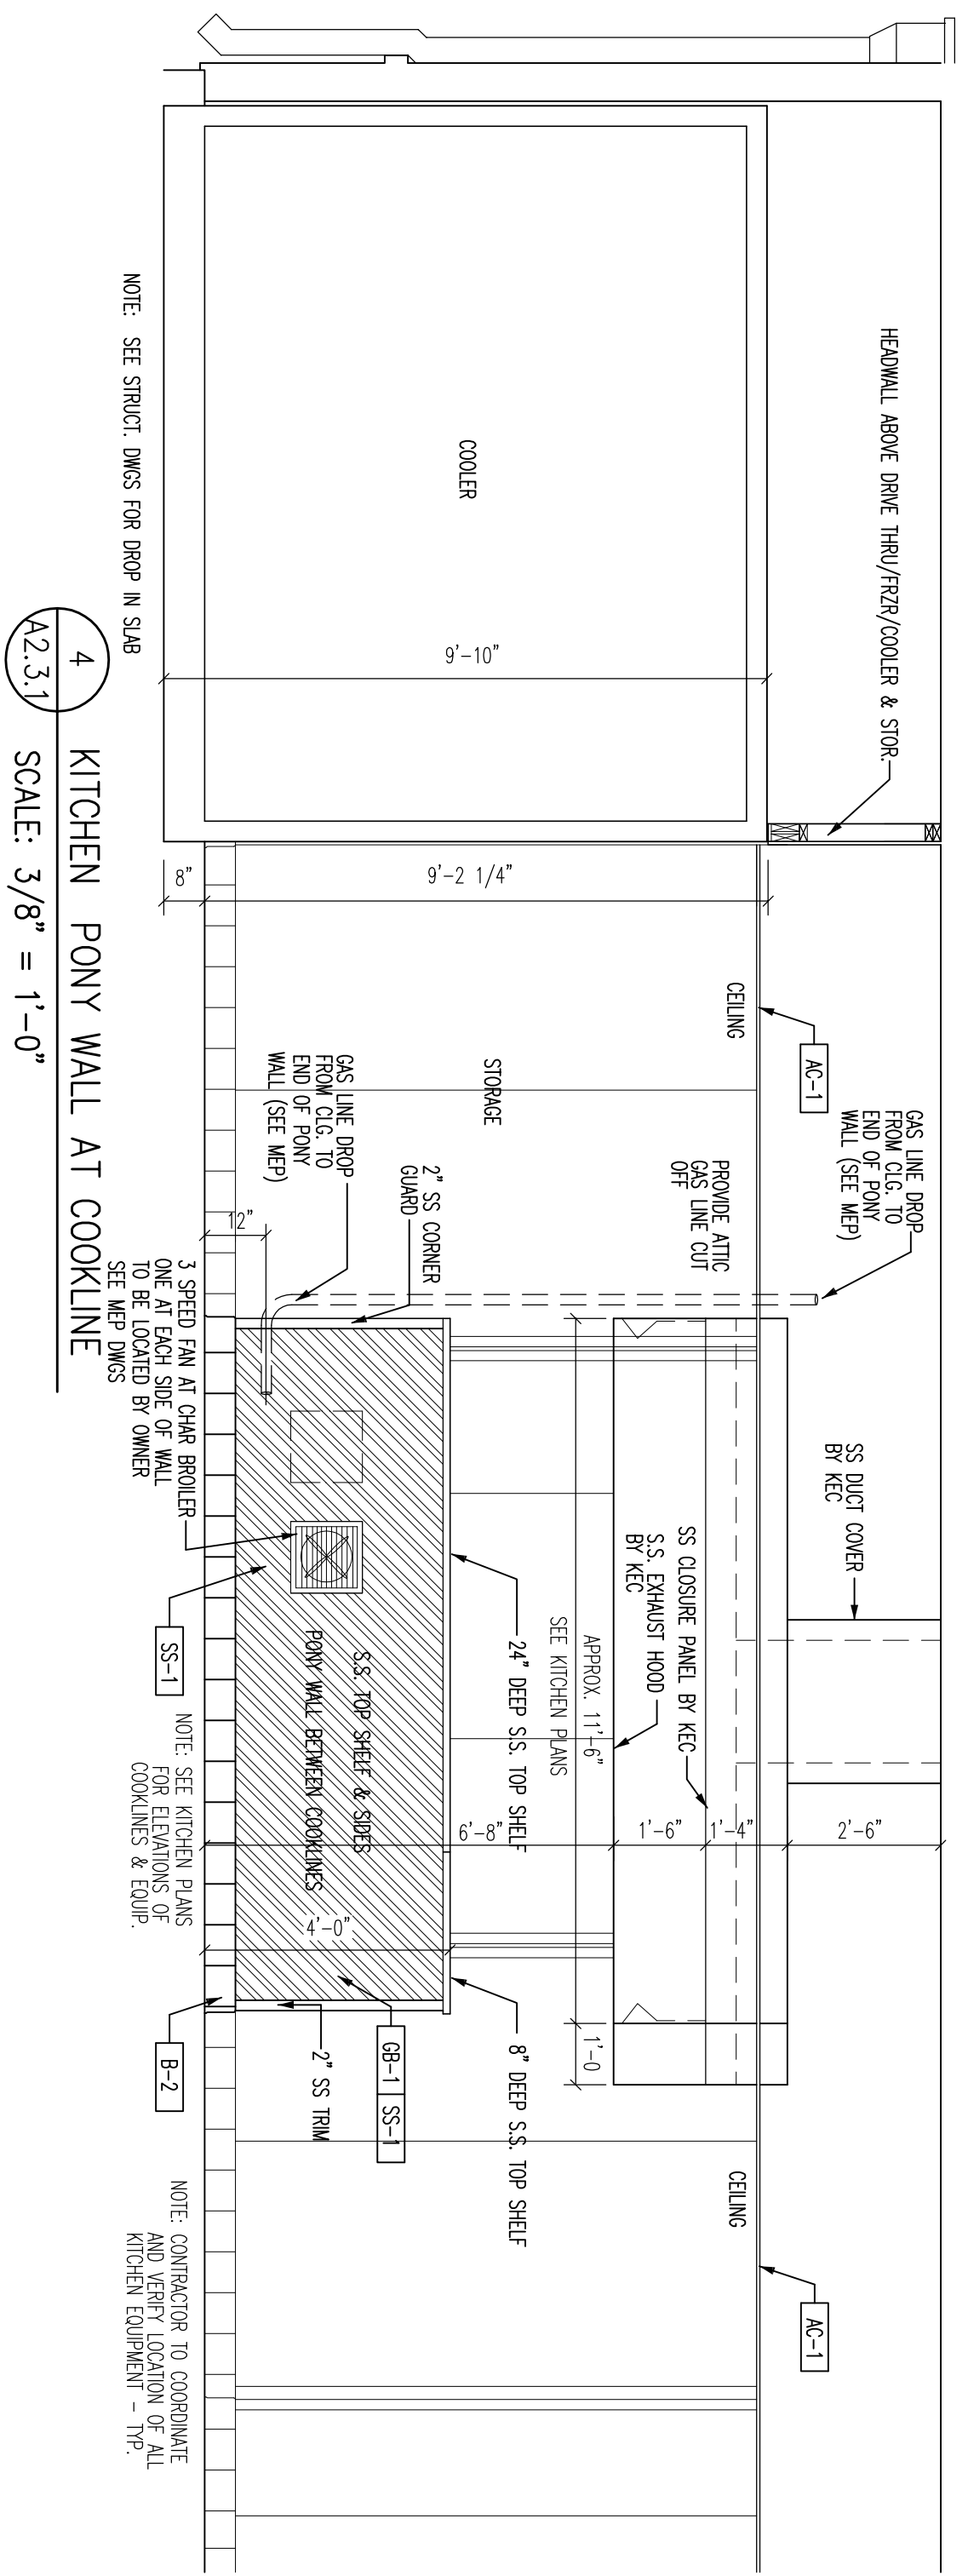 HEADWALL ABOVE DRIVE THRU/FRZR/COOLER & STOR.
COOLER
9'-10"
NOTE: SEE STRUCT. DWGS FOR DROP IN SLAB
8"
9'-2 1/4"
CEILING
AC-1
GAS LINE DROP
FROM CLG. TO
END OF PONY
WALL (SEE MEP)
PROVIDE ATTIC
GAS LINE CUT
OFF
STORAGE
GAS LINE DROP
FROM CLG. TO
END OF PONY
WALL (SEE MEP)
2" SS CORNER
GUARD
12"
3 SPEED FAN AT CHAR BROILER
ONE AT EACH SIDE OF WALL
TO BE LOCATED BY OWNER
SEE MEP DWGS
SS DUCT COVER
BY KEC
SS CLOSURE PANEL BY KEC
S.S. EXHAUST HOOD
BY KEC
APPROX. 11'-6"
SEE KITCHEN PLANS
24" DEEP S.S. TOP SHELF
S.S. TOP SHELF & SIDES
PONY WALL BETWEEN COOKLINES
SS-1
NOTE: SEE KITCHEN PLANS
FOR ELEVATIONS OF
COOKLINES & EQUIP.
2'-6"
1'-4"
1'-6"
6'-8"
4'-0"
1'-0
8" DEEP S.S. TOP SHELF
GB-1 SS-1
2" SS TRIM
B-2
CEILING
AC-1
NOTE: CONTRACTOR TO COORDINATE
AND VERIFY LOCATION OF ALL
KITCHEN EQUIPMENT - TYP.
4
A2.3.1
KITCHEN PONY WALL AT COOKLINE
SCALE: 3/8" = 1'-0"